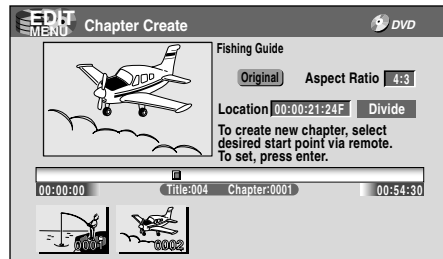 EDIT
MENU
Chapter Create
DVD
Fishing Guide
Original Aspect Ratio 4:3
Location 00:00:21:24F Divide
To create new chapter, select
desired start point via remote.
To set, press enter.
00:00:00 Title:004 Chapter:0001 00:54:30
0001 0002